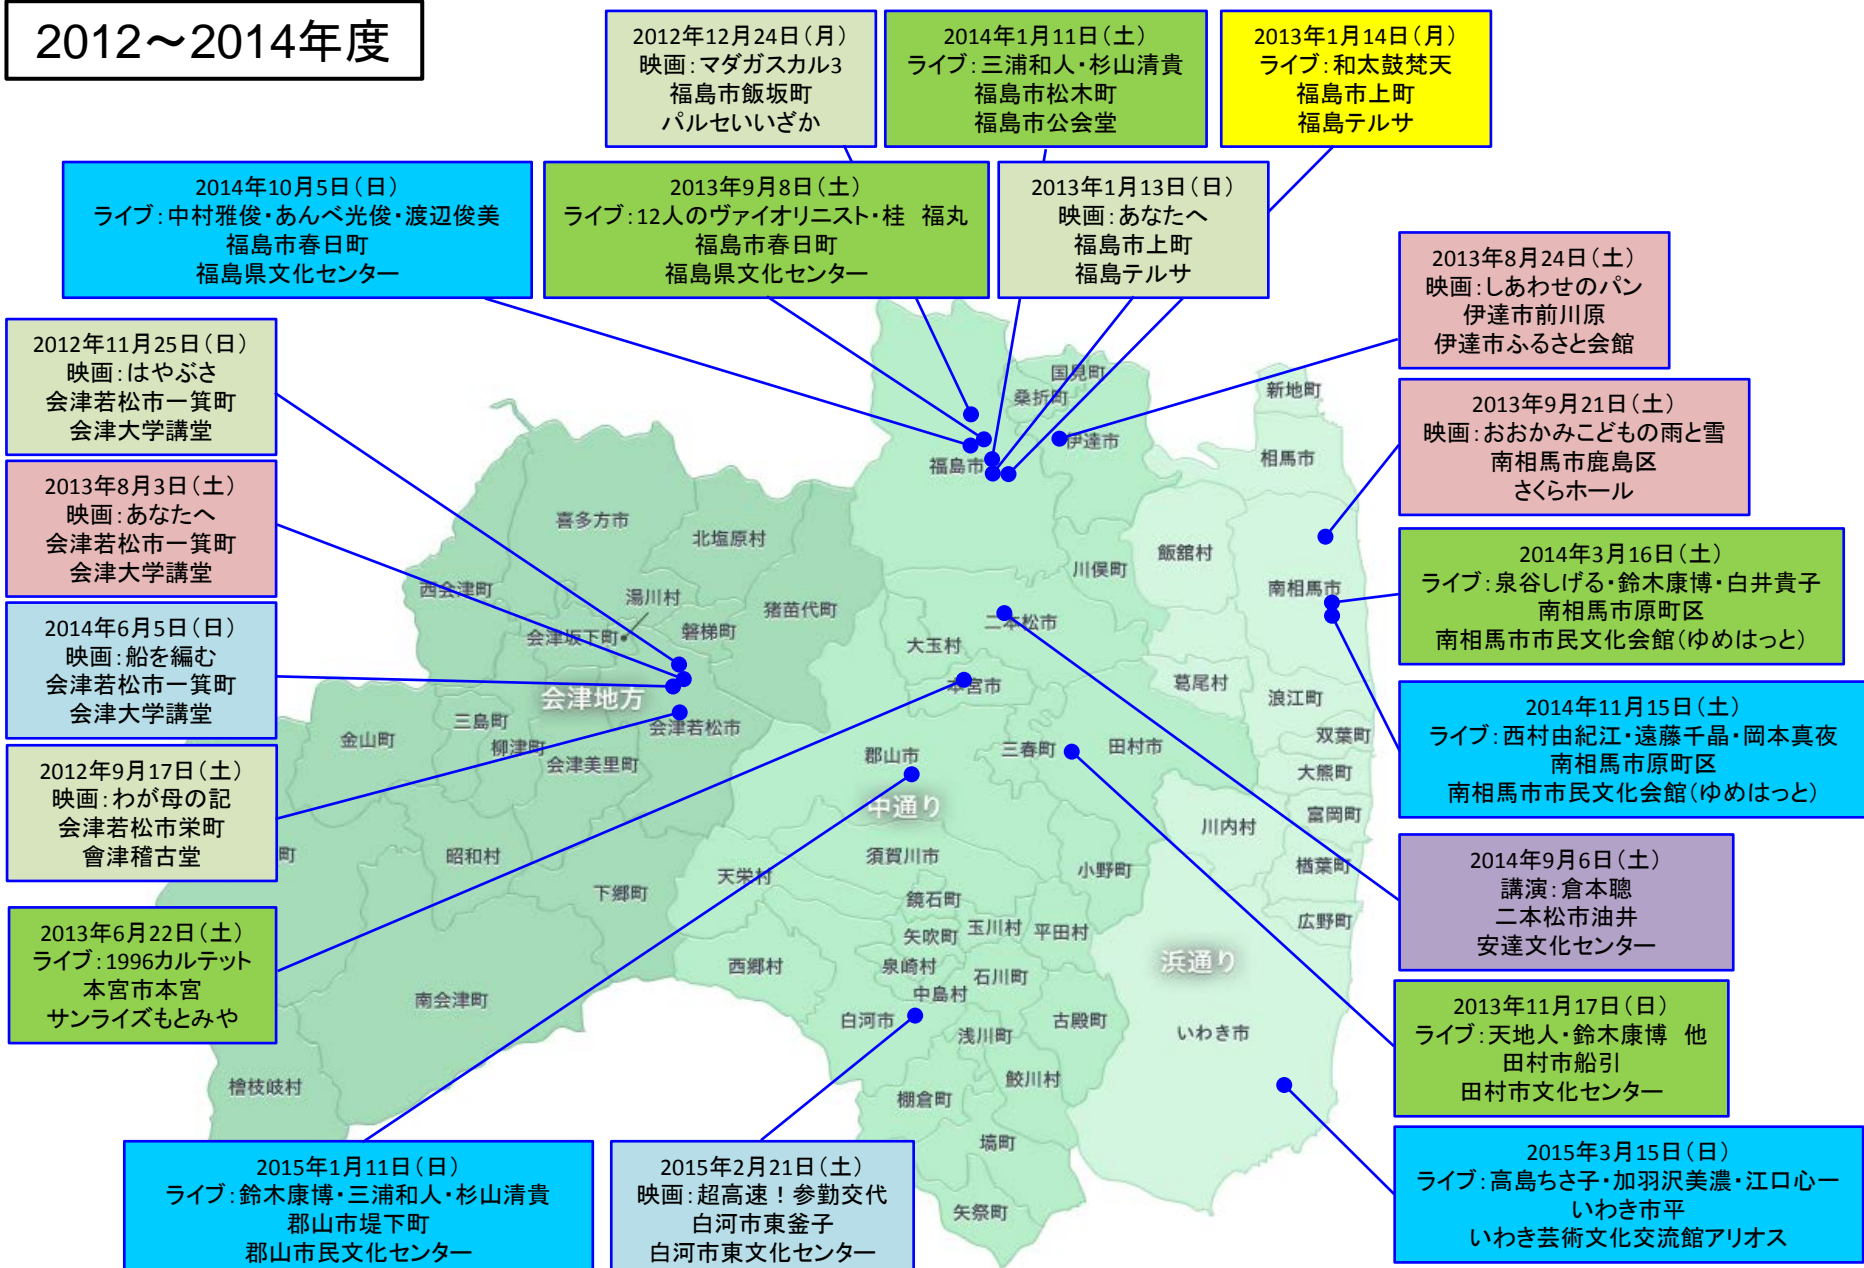 2012～2014年度
2012年12月24日（月）
映画：マダガスカル3
福島市飯坂町
パルセいいざか
2014年1月11日（土）
ライブ：三浦和人・杉山清貴
福島市松木町
福島市公会堂
2013年1月14日（月）
ライブ：和太鼓梵天
福島市上町
福島テルサ
2014年10月5日（日）
ライブ：中村雅俊・あんべ光俊・渡辺俊美
福島市春日町
福島県文化センター
2013年9月8日（土）
ライブ：12人のヴァイオリニスト・桂　福丸
福島市春日町
福島県文化センター
2013年1月13日（日）
映画：あなたへ
福島市上町
福島テルサ
2013年8月24日（土）
映画：しあわせのパン
伊達市前川原
伊達市ふるさと会館
2012年11月25日（日）
映画：はやぶさ
会津若松市一箕町
会津大学講堂
2013年9月21日（土）
映画：おおかみこどもの雨と雪
南相馬市鹿島区
さくらホール
2013年8月3日（土）
映画：あなたへ
会津若松市一箕町
会津大学講堂
2014年3月16日（土）
ライブ：泉谷しげる・鈴木康博・白井貴子
南相馬市原町区
南相馬市市民文化会館（ゆめはっと）
2014年6月5日（日）
映画：船を編む
会津若松市一箕町
会津大学講堂
2014年11月15日（土）
ライブ：西村由紀江・遠藤千晶・岡本真夜
南相馬市原町区
南相馬市市民文化会館（ゆめはっと）
2012年9月17日（土）
映画：わが母の記
会津若松市栄町
會津稽古堂
2014年9月6日（土）
講演：倉本聰
二本松市油井
安達文化センター
2013年6月22日（土）
ライブ：1996カルテット
本宮市本宮
サンライズもとみや
2013年11月17日（日）
ライブ：天地人・鈴木康博　他
田村市船引
田村市文化センター
2015年1月11日（日）
ライブ：鈴木康博・三浦和人・杉山清貴
郡山市堤下町
郡山市民文化センター
2015年2月21日（土）
映画：超高速！参勤交代
白河市東釜子
白河市東文化センター
2015年3月15日（日）
ライブ：高島ちさ子・加羽沢美濃・江口心一
いわき市平
いわき芸術文化交流館アリオス
国見町
桑折町
新地町
伊達市
福島市
相馬市
喜多方市
北塩原村
飯舘村
川俣町
南相馬市
西会津町
湯川村
猪苗代町
二本松市
会津坂下町
磐梯町
大玉村
本宮市
葛尾村
浪江町
会津地方
三島町
会津若松市
金山町
柳津町
会津美里町
郡山市
三春町
田村市
双葉町
大熊町
中通り
富岡町
川内村
町
昭和村
須賀川市
小野町
楢葉町
下郷町
天栄村
鏡石町
広野町
矢吹町
玉川村
平田村
西郷村
泉崎村
石川町
浜通り
中島村
南会津町
白河市
浅川町
古殿町
いわき市
檜枝岐村
棚倉町
鮫川村
塙町
矢祭町